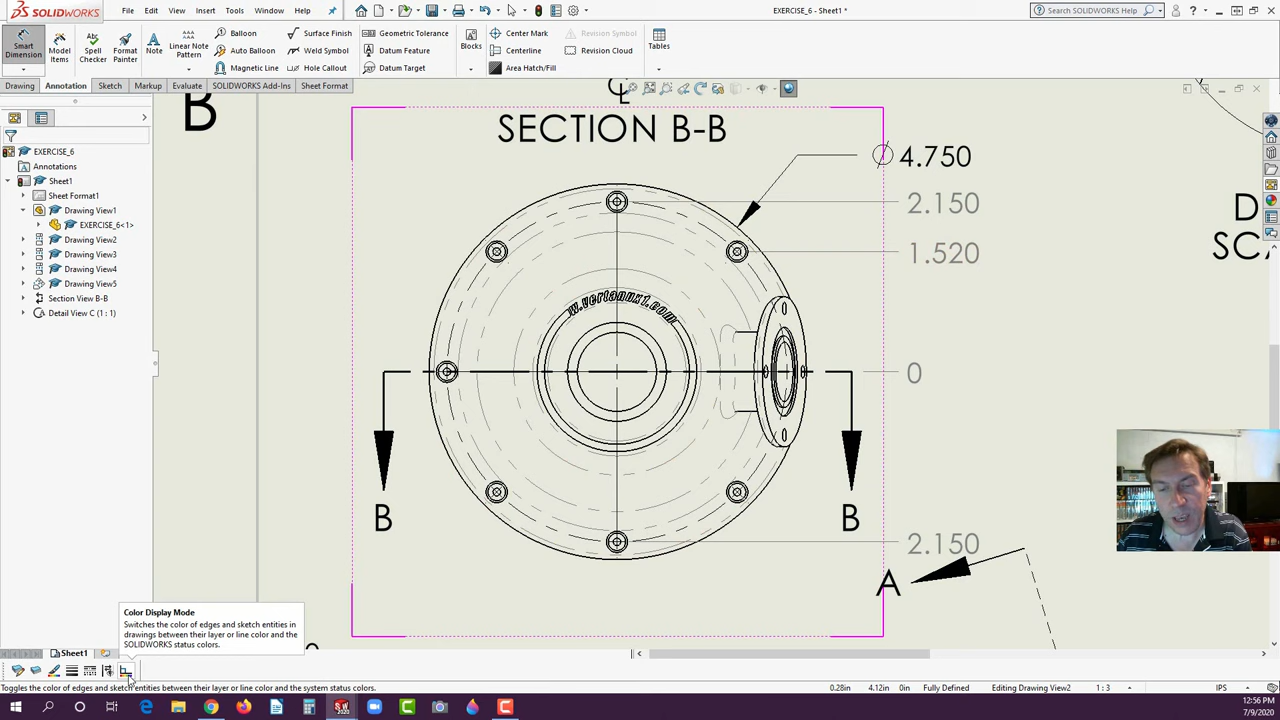 SOLIDWORKS File Edit View Insert Tools Window Help EXERCISE_6 - Sheet1 * Search SOLIDWORKS Help
Smart Dimension Model Items Spell Checker Format Painter Note Linear Note Pattern Balloon Auto Balloon Magnetic Line Surface Finish Weld Symbol Hole Callout Geometric Tolerance Datum Feature Datum Target Blocks Center Mark Centerline Area Hatch/Fill Revision Symbol Revision Cloud Tables
Drawing Annotation Sketch Markup Evaluate SOLIDWORKS Add-Ins Sheet Format
B
SECTION B-B
EXERCISE_6
Annotations
Sheet1
Sheet Format1
Drawing View1
EXERCISE_6<1>
Drawing View2
Drawing View3
Drawing View4
Drawing View5
Section View B-B
Detail View C (1 : 1)
4.750
2.150
1.520
w.vertanux1.com
0
B B
2.150
A
D
SCA
Color Display Mode
Switches the color of edges and sketch entities in
drawings between their layer or line color and the
SOLIDWORKS status colors.
Sheet1
Toggles the color of edges and sketch entities between their layer or line color and the system status colors. 0.28in 4.12in 0in Fully Defined Editing Drawing View2 1 : 3 IPS
12:56 PM
7/9/2020